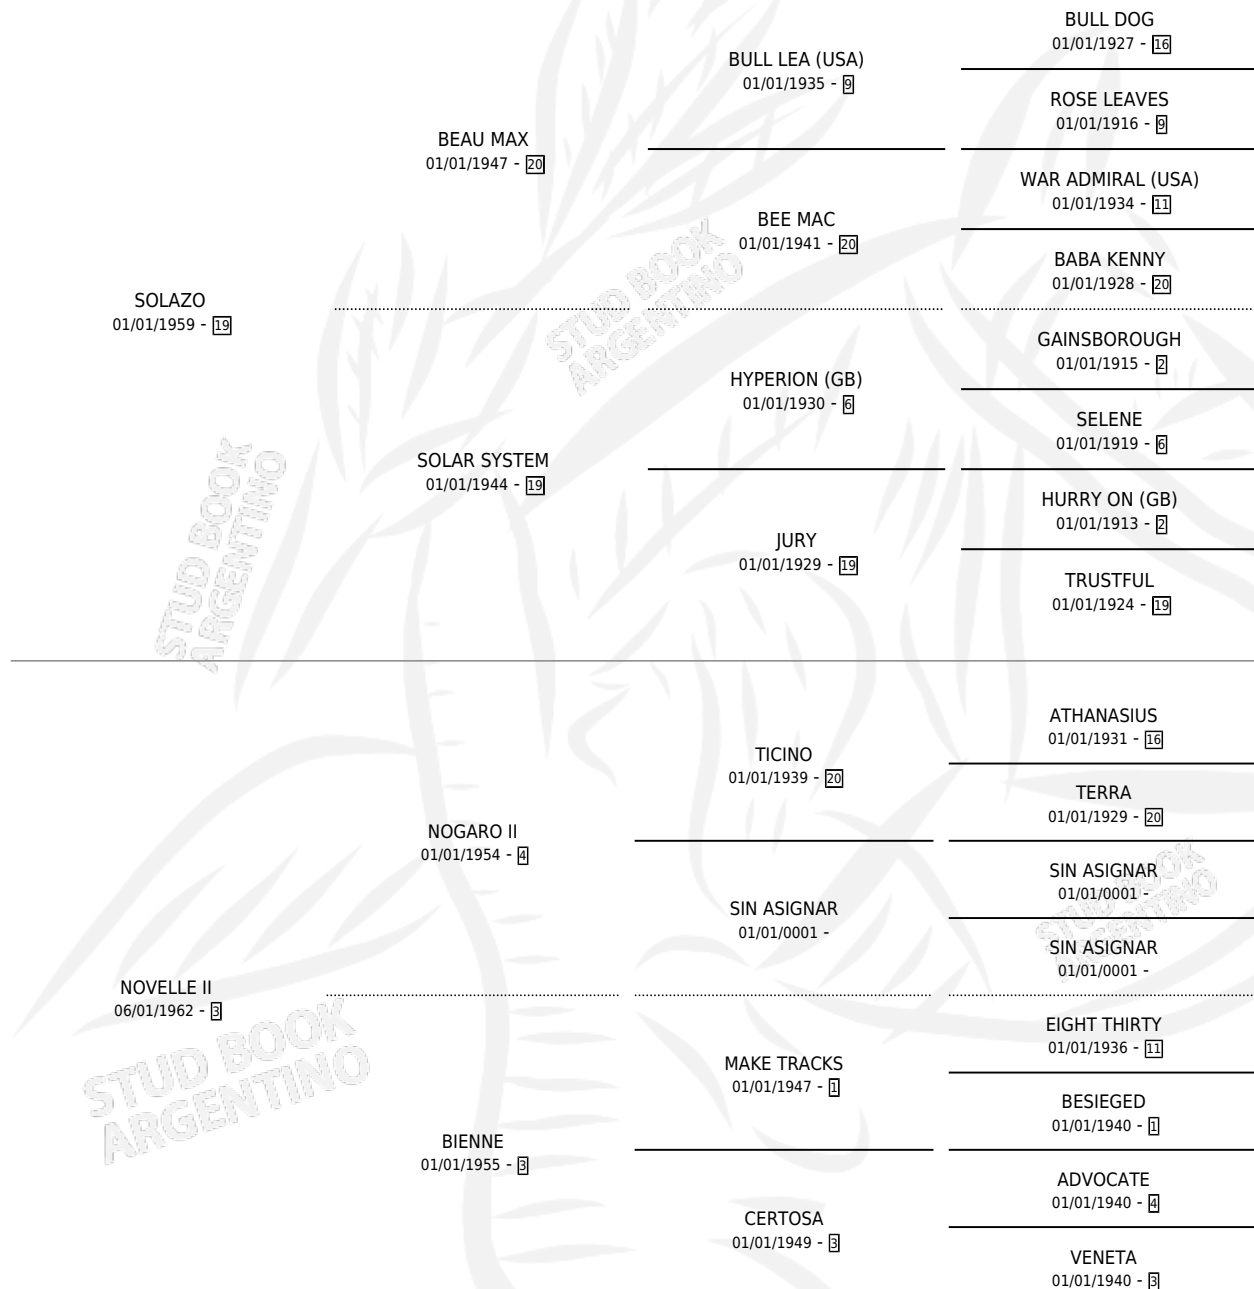 BULL DOG
01/01/1927 - 16
BULL LEA (USA)
01/01/1935 - 9
ROSE LEAVES
01/01/1916 - 9
BEAU MAX
01/01/1947 - 20
WAR ADMIRAL (USA)
01/01/1934 - 11
BEE MAC
01/01/1941 - 20
BABA KENNY
01/01/1928 - 20
SOLAZO
01/01/1959 - 19
STUD BOOK
ARGENTINO
GAINSBOROUGH
01/01/1915 - 2
HYPERION (GB)
01/01/1930 - 6
SELENE
01/01/1919 - 6
SOLAR SYSTEM
01/01/1944 - 19
HURRY ON (GB)
01/01/1913 - 2
JURY
01/01/1929 - 19
TRUSTFUL
01/01/1924 - 19
STUD BOOK
ARGENTINO
ATHANASIUS
01/01/1931 - 16
TICINO
01/01/1939 - 20
TERRA
01/01/1929 - 20
NOGARO II
01/01/1954 - 4
SIN ASIGNAR
01/01/0001 -
SIN ASIGNAR
01/01/0001 -
SIN ASIGNAR
01/01/0001 -
STUD BOOK
ARGENTINO
NOVELLE II
06/01/1962 - 3
STUD BOOK
ARGENTINO
EIGHT THIRTY
01/01/1936 - 11
MAKE TRACKS
01/01/1947 - 1
BESIEGED
01/01/1940 - 1
BIENNE
01/01/1955 - 3
ADVOCATE
01/01/1940 - 4
CERTOSA
01/01/1949 - 3
VENETA
01/01/1940 - 3